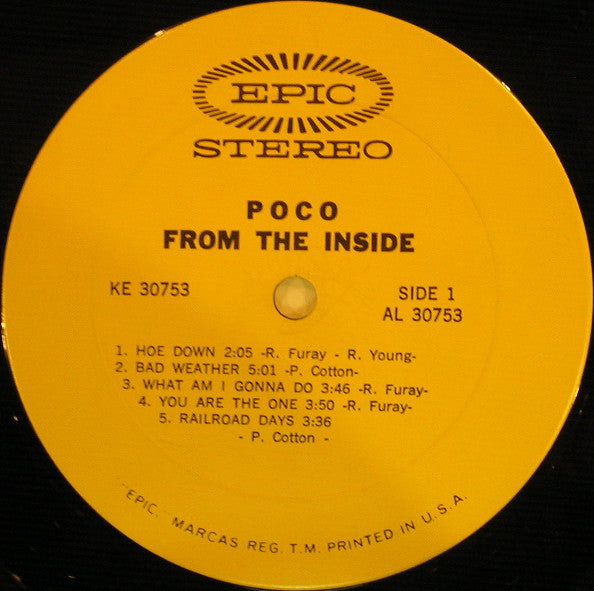 EPIC
STEREO
POCO
FROM THE INSIDE
KE 30753
SIDE 1
AL 30753
1. HOE DOWN 2:05 -R. Furay - R. Young-
2. BAD WEATHER 5:01 -P. Cotton-
3. WHAT AM I GONNA DO 3:46 -R. Furay-
4. YOU ARE THE ONE 3:50 -R. Furay-
5. RAILROAD DAYS 3:36
- P. Cotton -
"EPIC," MARCAS REG. T.M. PRINTED IN U.S.A.